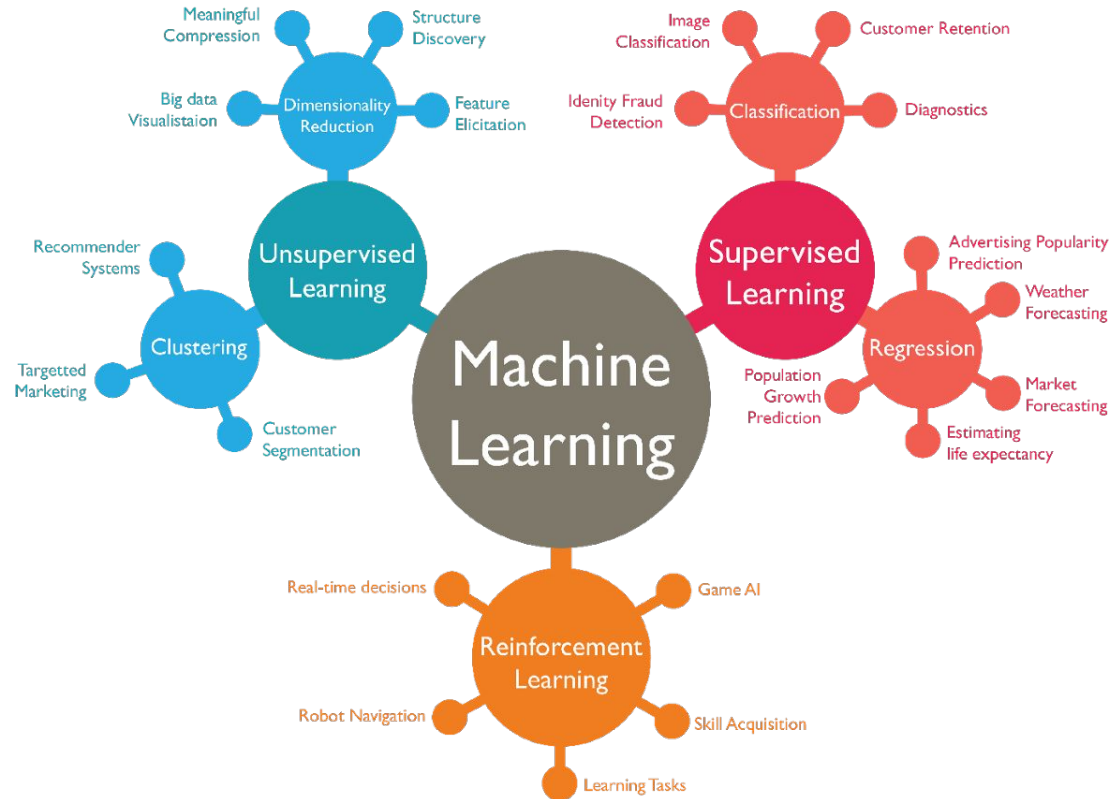 Meaningful
Compression
Structure
Discovery
Big data
Visualistaion
Dimensionality
Reduction
Feature
Elicitation
Unsupervised
Learning
Recommender
Systems
Clustering
Targetted
Marketing
Customer
Segmentation
Machine
Learning
Image
Classification
Customer Retention
Idenity Fraud
Detection
Classification
Diagnostics
Supervised
Learning
Advertising Popularity
Prediction
Weather
Forecasting
Regression
Population
Growth
Prediction
Market
Forecasting
Estimating
life expectancy
Real-time decisions
Game AI
Reinforcement
Learning
Robot Navigation
Skill Acquisition
Learning Tasks